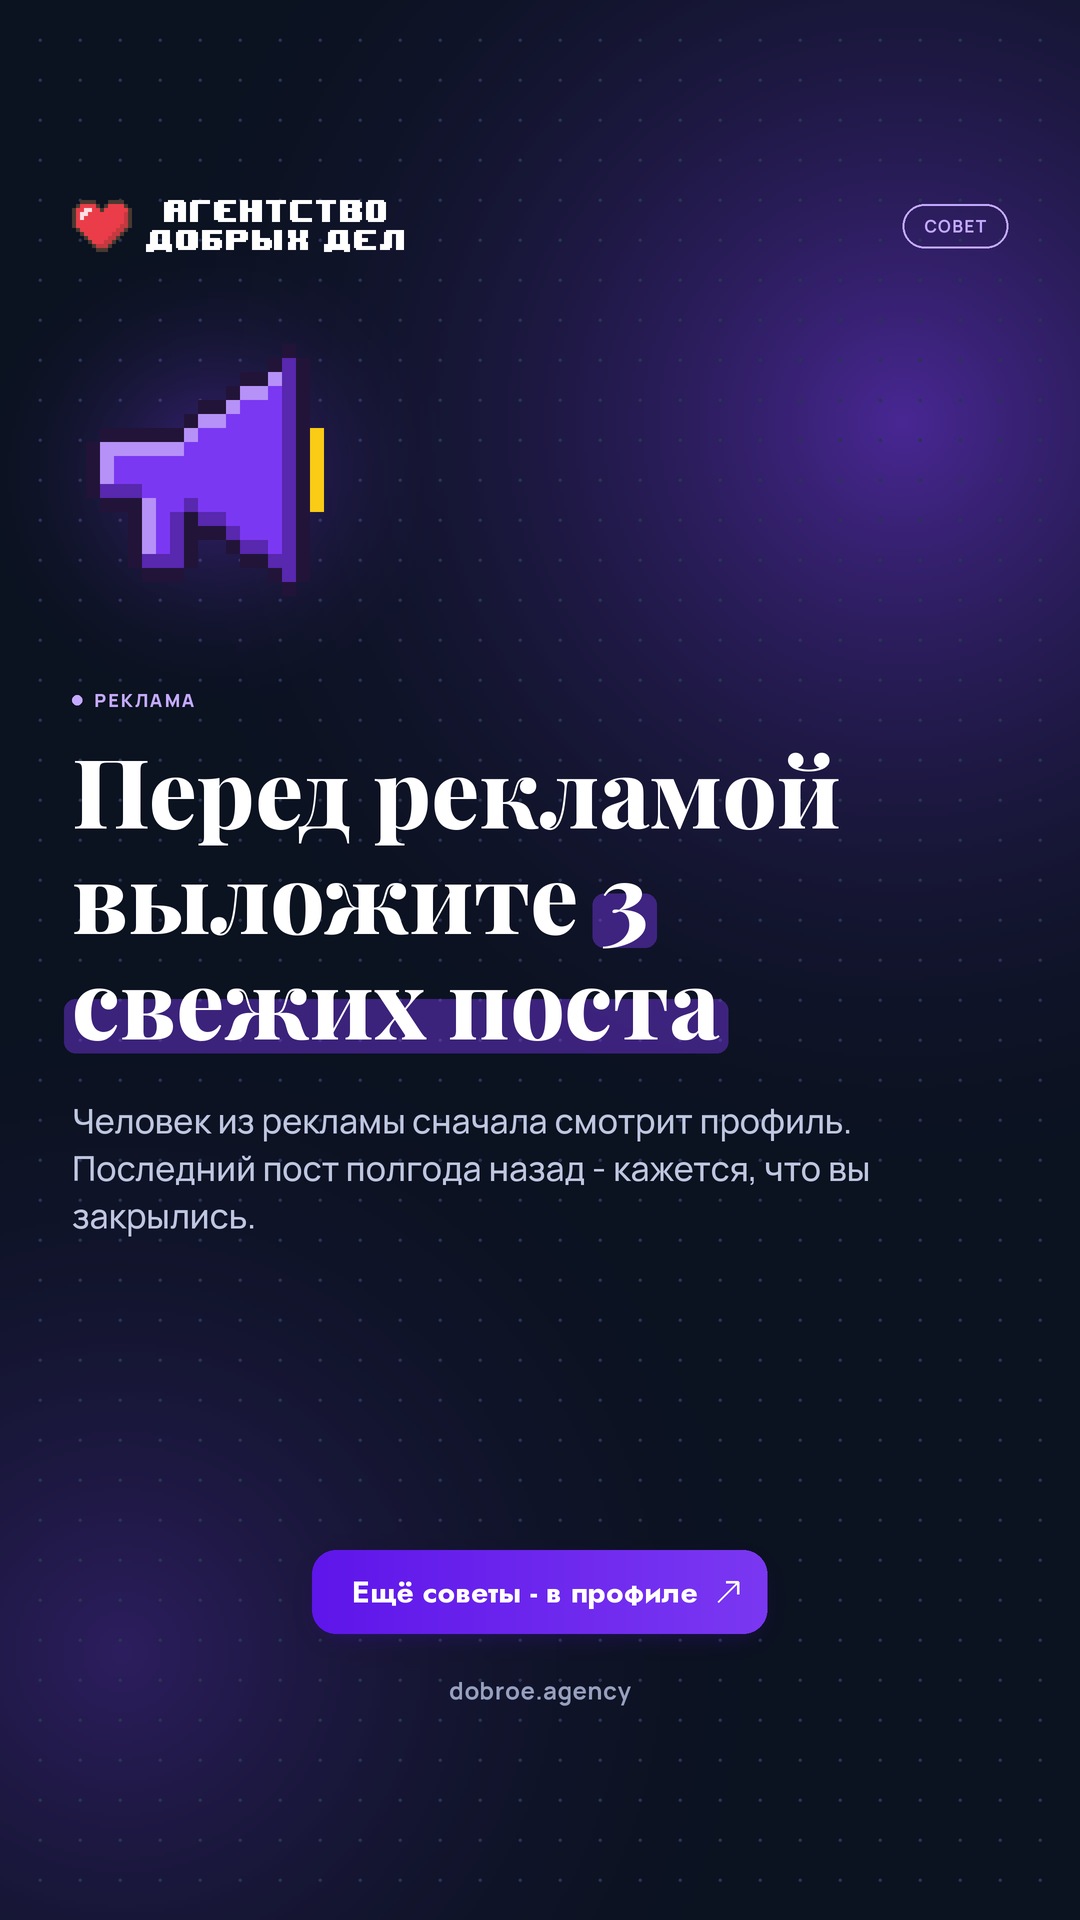 АГЕНТСТВО
ДОБРЫХ ДЕЛ
СОВЕТ
РЕКЛАМА
Перед рекламой
выложите 3
свежих поста
Человек из рекламы сначала смотрит профиль.
Последний пост полгода назад - кажется, что вы
закрылись.
Ещё советы - в профиле
dobroe.agency